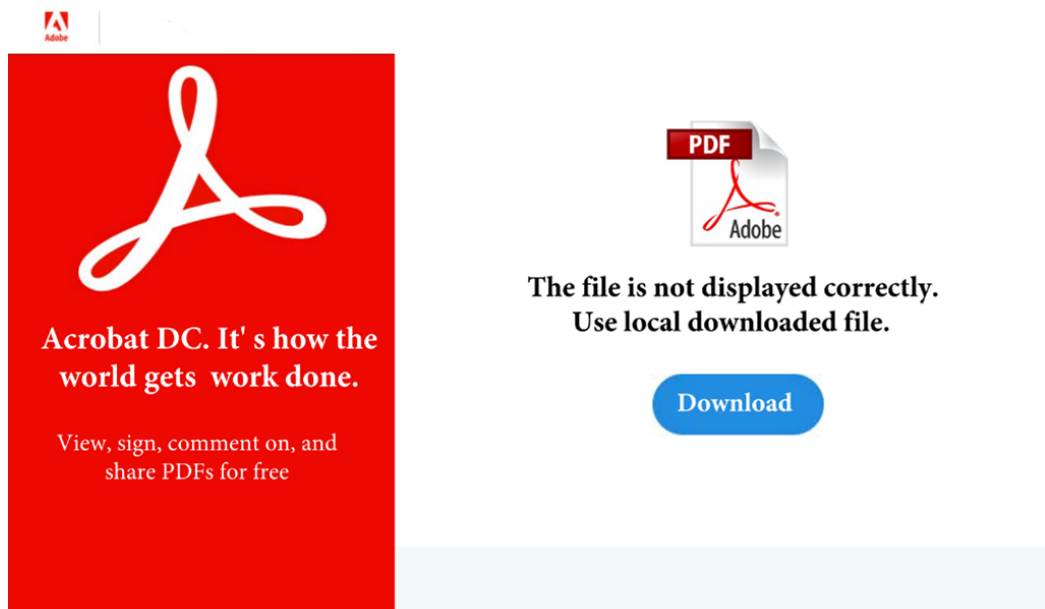 Adobe
Acrobat DC. It' s how the
world gets work done.
View, sign, comment on, and
share PDFs for free
PDF
Adobe
The file is not displayed correctly.
Use local downloaded file.
Download